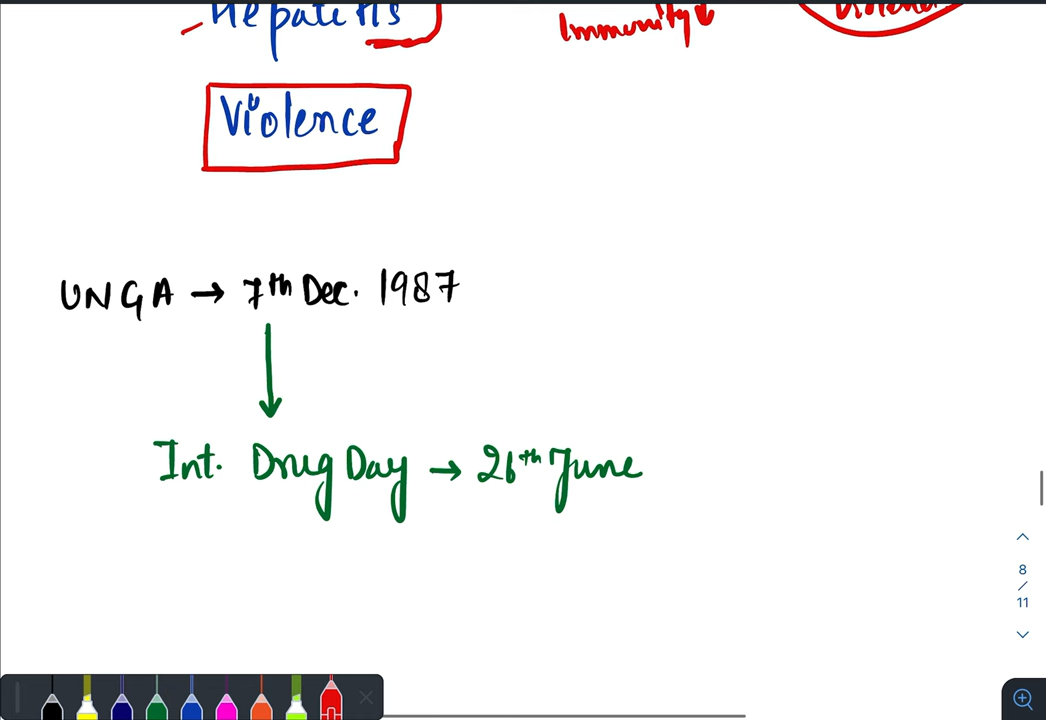 Hepatitis
Immunity↓
Violence
UNGA → 7th Dec. 1987
Int. Drug Day → 26th June
8
/
11